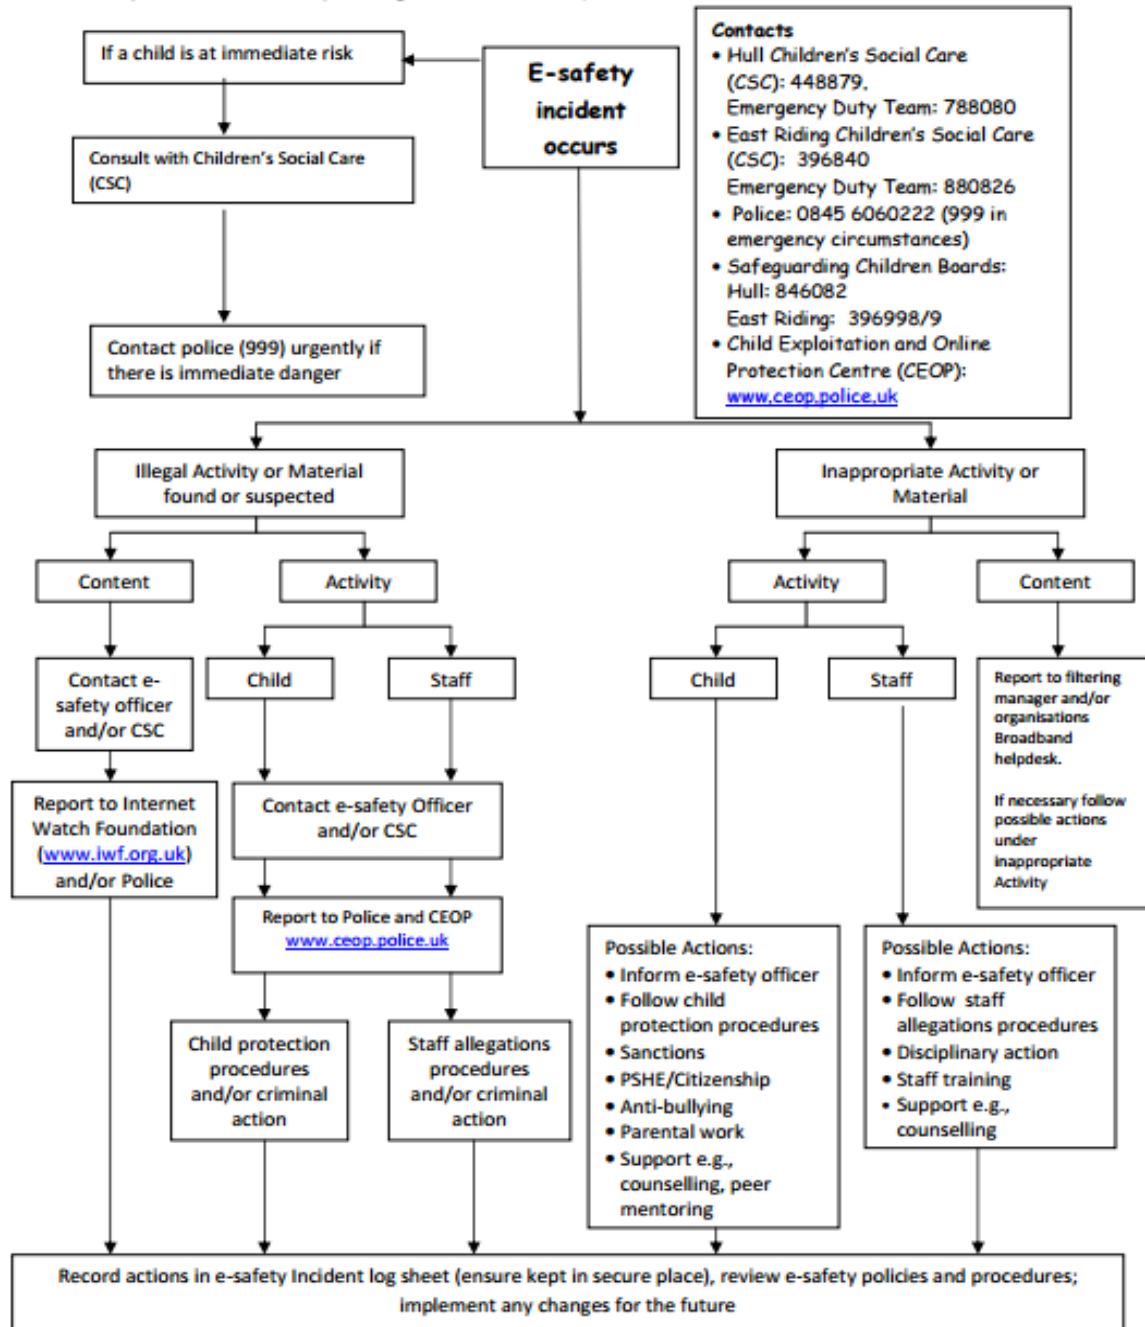 If a child is at immediate risk
E-safety
incident
occurs
Consult with Children's Social Care
(CSC)
Contact police (999) urgently if
there is immediate danger
Contacts
• Hull Children's Social Care
(CSC): 448879,
Emergency Duty Team: 788080
• East Riding Children's Social Care
(CSC): 396840
Emergency Duty Team: 880826
• Police: 0845 6060222 (999 in
emergency circumstances)
• Safeguarding Children Boards:
Hull: 846082
East Riding: 396998/9
• Child Exploitation and Online
Protection Centre (CEOP):
www.ceop.police.uk
Illegal Activity or Material
found or suspected
Inappropriate Activity or
Material
Content
Activity
Activity
Content
Contact e-
safety officer
and/or CSC
Child
Staff
Child
Staff
Report to filtering
manager and/or
organisations
Broadband
helpdesk.
If necessary follow
possible actions
under
inappropriate
Activity
Report to Internet
Watch Foundation
(www.iwf.org.uk)
and/or Police
Contact e-safety Officer
and/or CSC
Report to Police and CEOP
www.ceop.police.uk
Child protection
procedures
and/or criminal
action
Staff allegations
procedures
and/or criminal
action
Possible Actions:
• Inform e-safety officer
• Follow child
protection procedures
• Sanctions
• PSHE/Citizenship
• Anti-bullying
• Parental work
• Support e.g.,
counselling, peer
mentoring
Possible Actions:
• Inform e-safety officer
• Follow staff
allegations procedures
• Disciplinary action
• Staff training
• Support e.g.,
counselling
Record actions in e-safety Incident log sheet (ensure kept in secure place), review e-safety policies and procedures;
implement any changes for the future